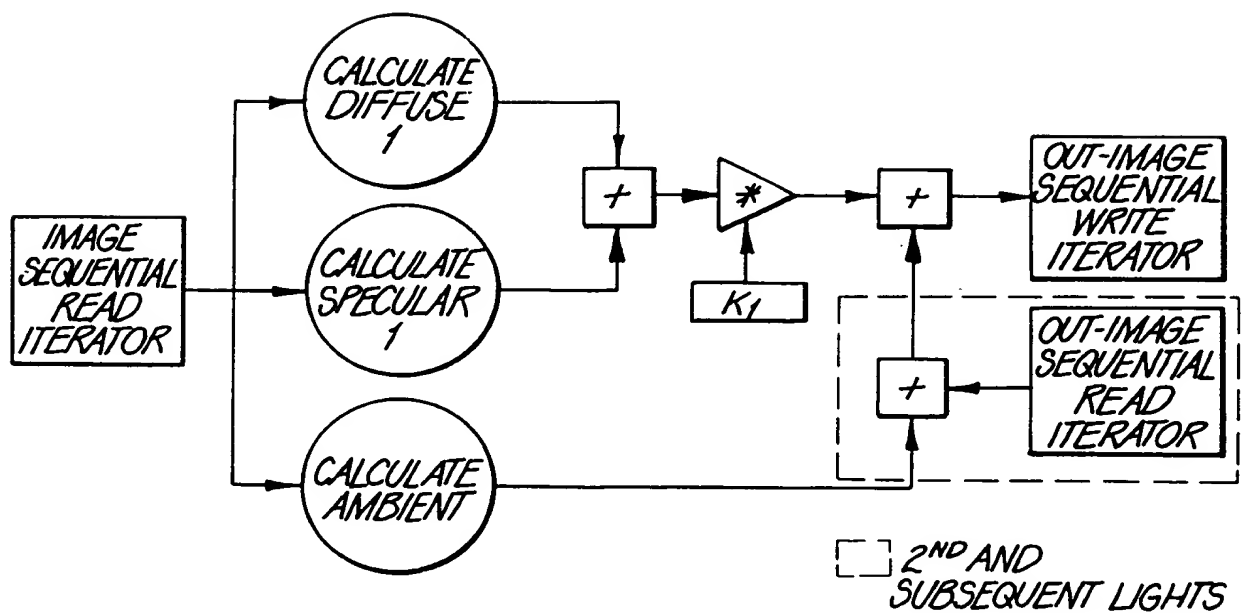 CALCULATE
DIFFUSE
1
IMAGE
SEQUENTIAL
READ
ITERATOR
CALCULATE
SPECULAR
1
CALCULATE
AMBIENT
+
*
K1
+
OUT-IMAGE
SEQUENTIAL
WRITE
ITERATOR
+
OUT-IMAGE
SEQUENTIAL
READ
ITERATOR
2ND AND
SUBSEQUENT LIGHTS